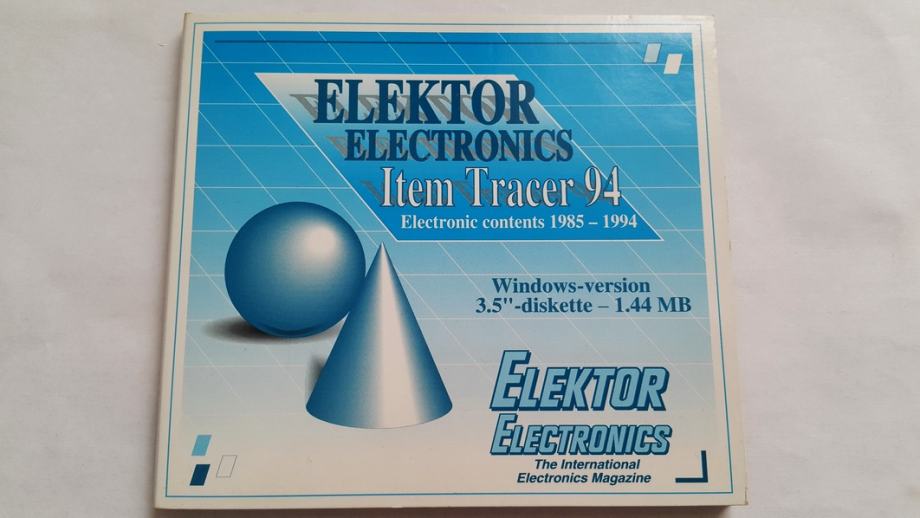 ELEKTOR
ELECTRONICS
Item Tracer 94
Electronic contents 1985 – 1994
Windows-version
3.5"-diskette – 1.44 MB
ELEKTOR
ELECTRONICS
The International
Electronics Magazine